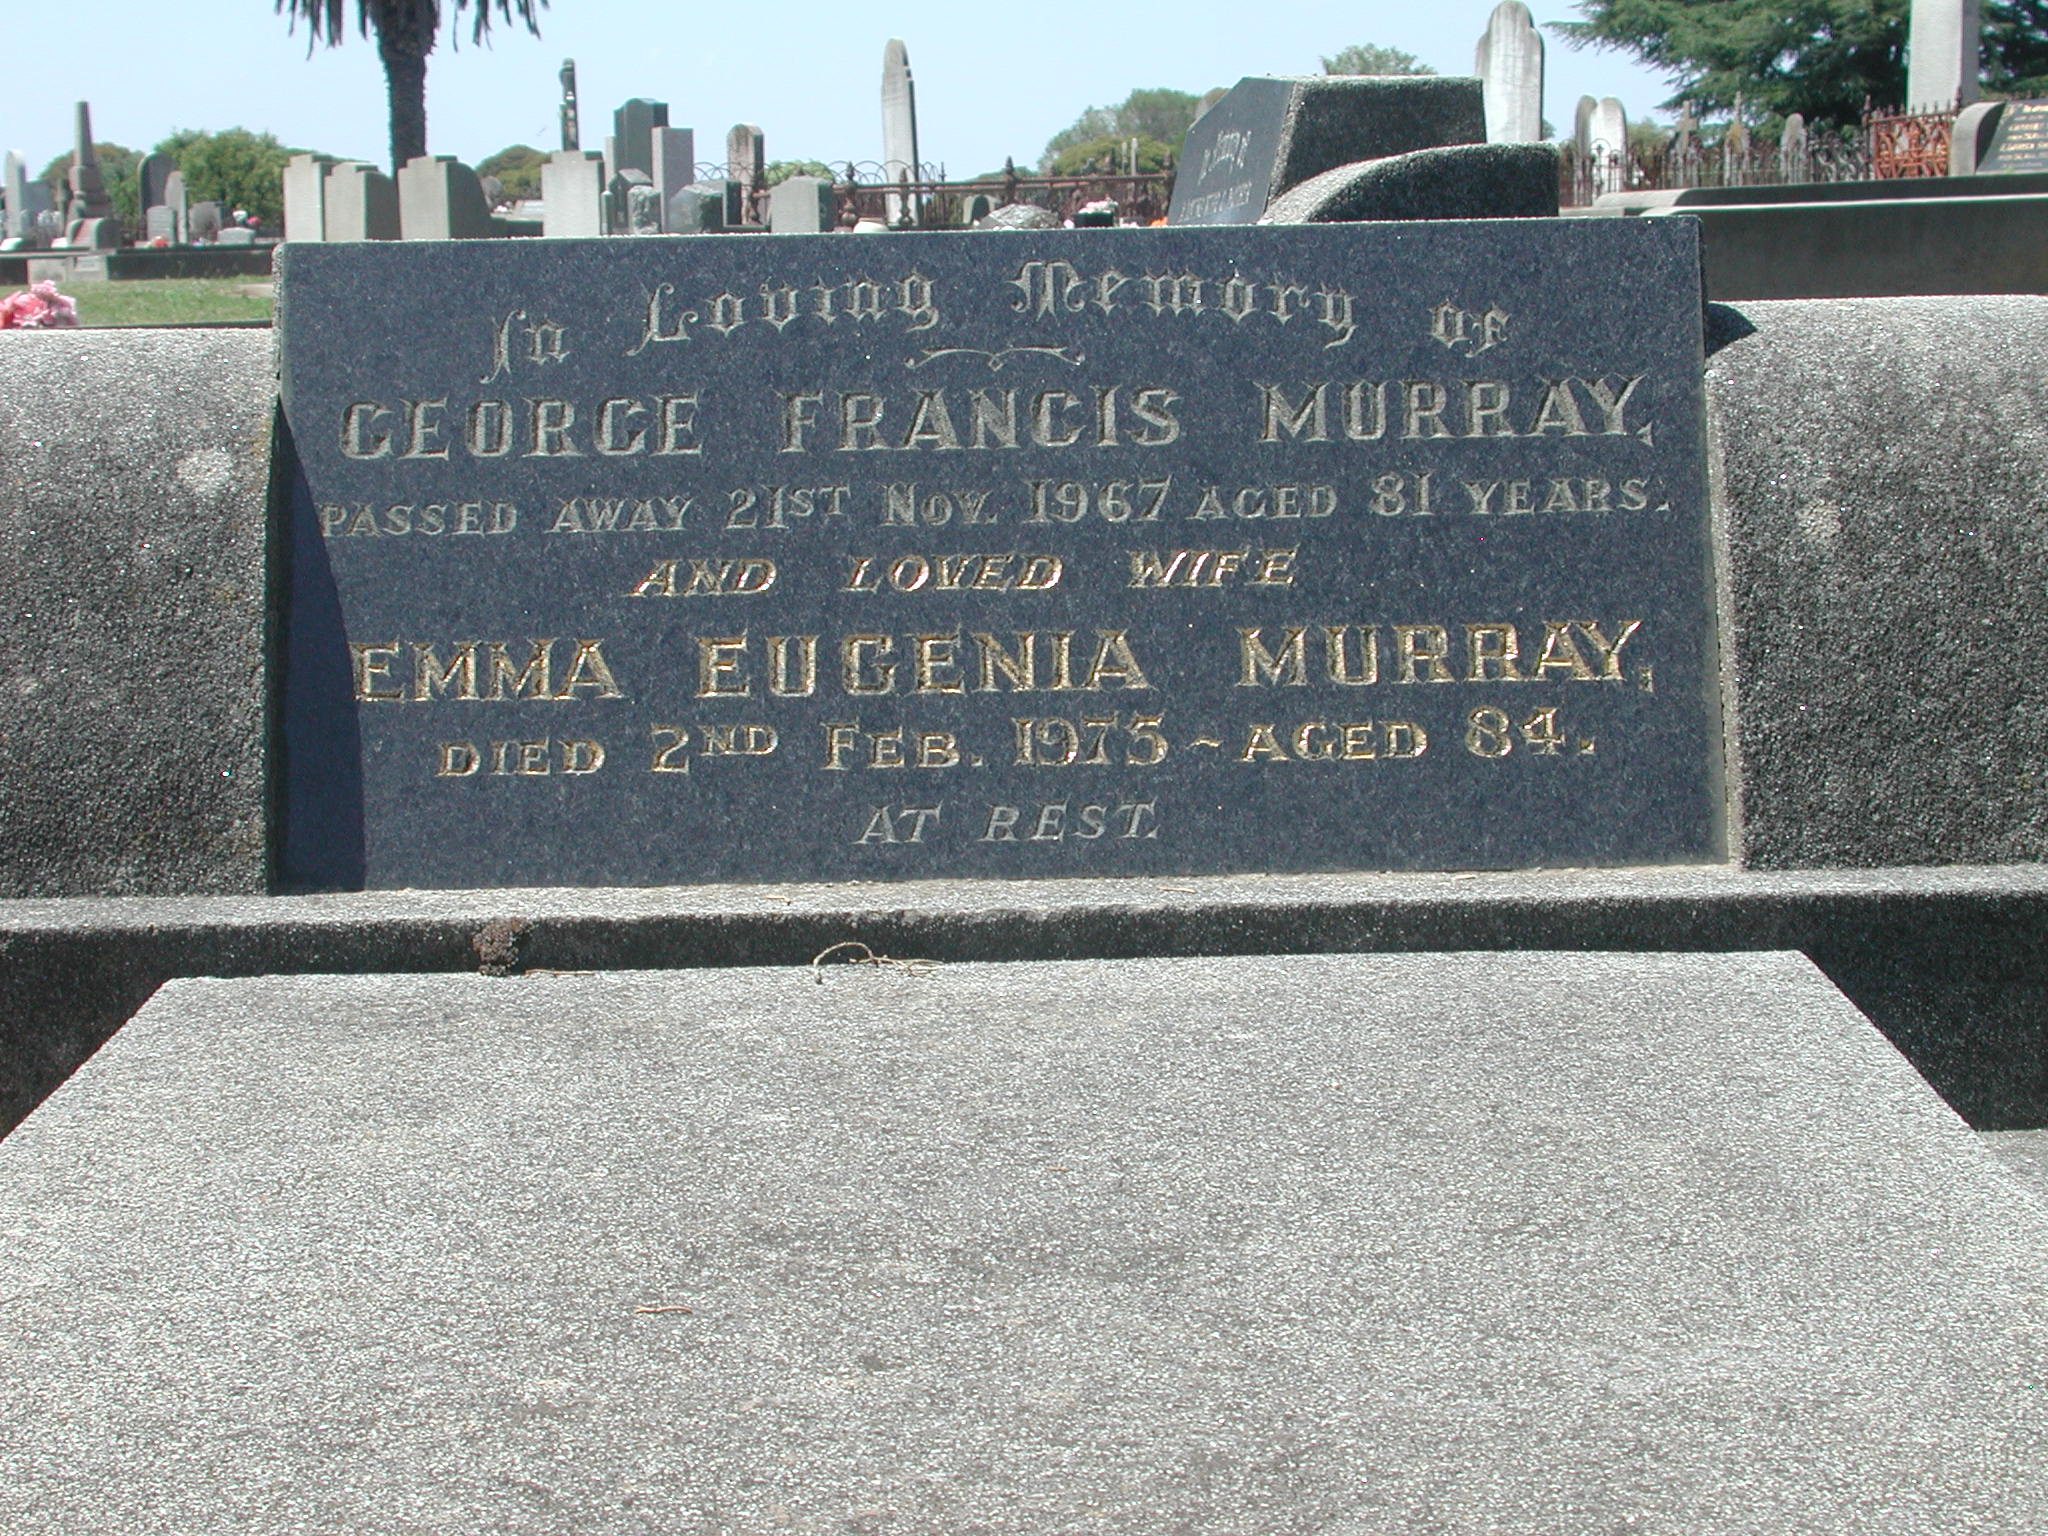 In Loving Memory of
GEORGE FRANCIS MURRAY,
PASSED AWAY 21ST NOV. 1967 AGED 81 YEARS.
AND LOVED WIFE
EMMA EUGENIA MURRAY,
DIED 2ND FEB. 1975 ~ AGED 84.
AT REST.